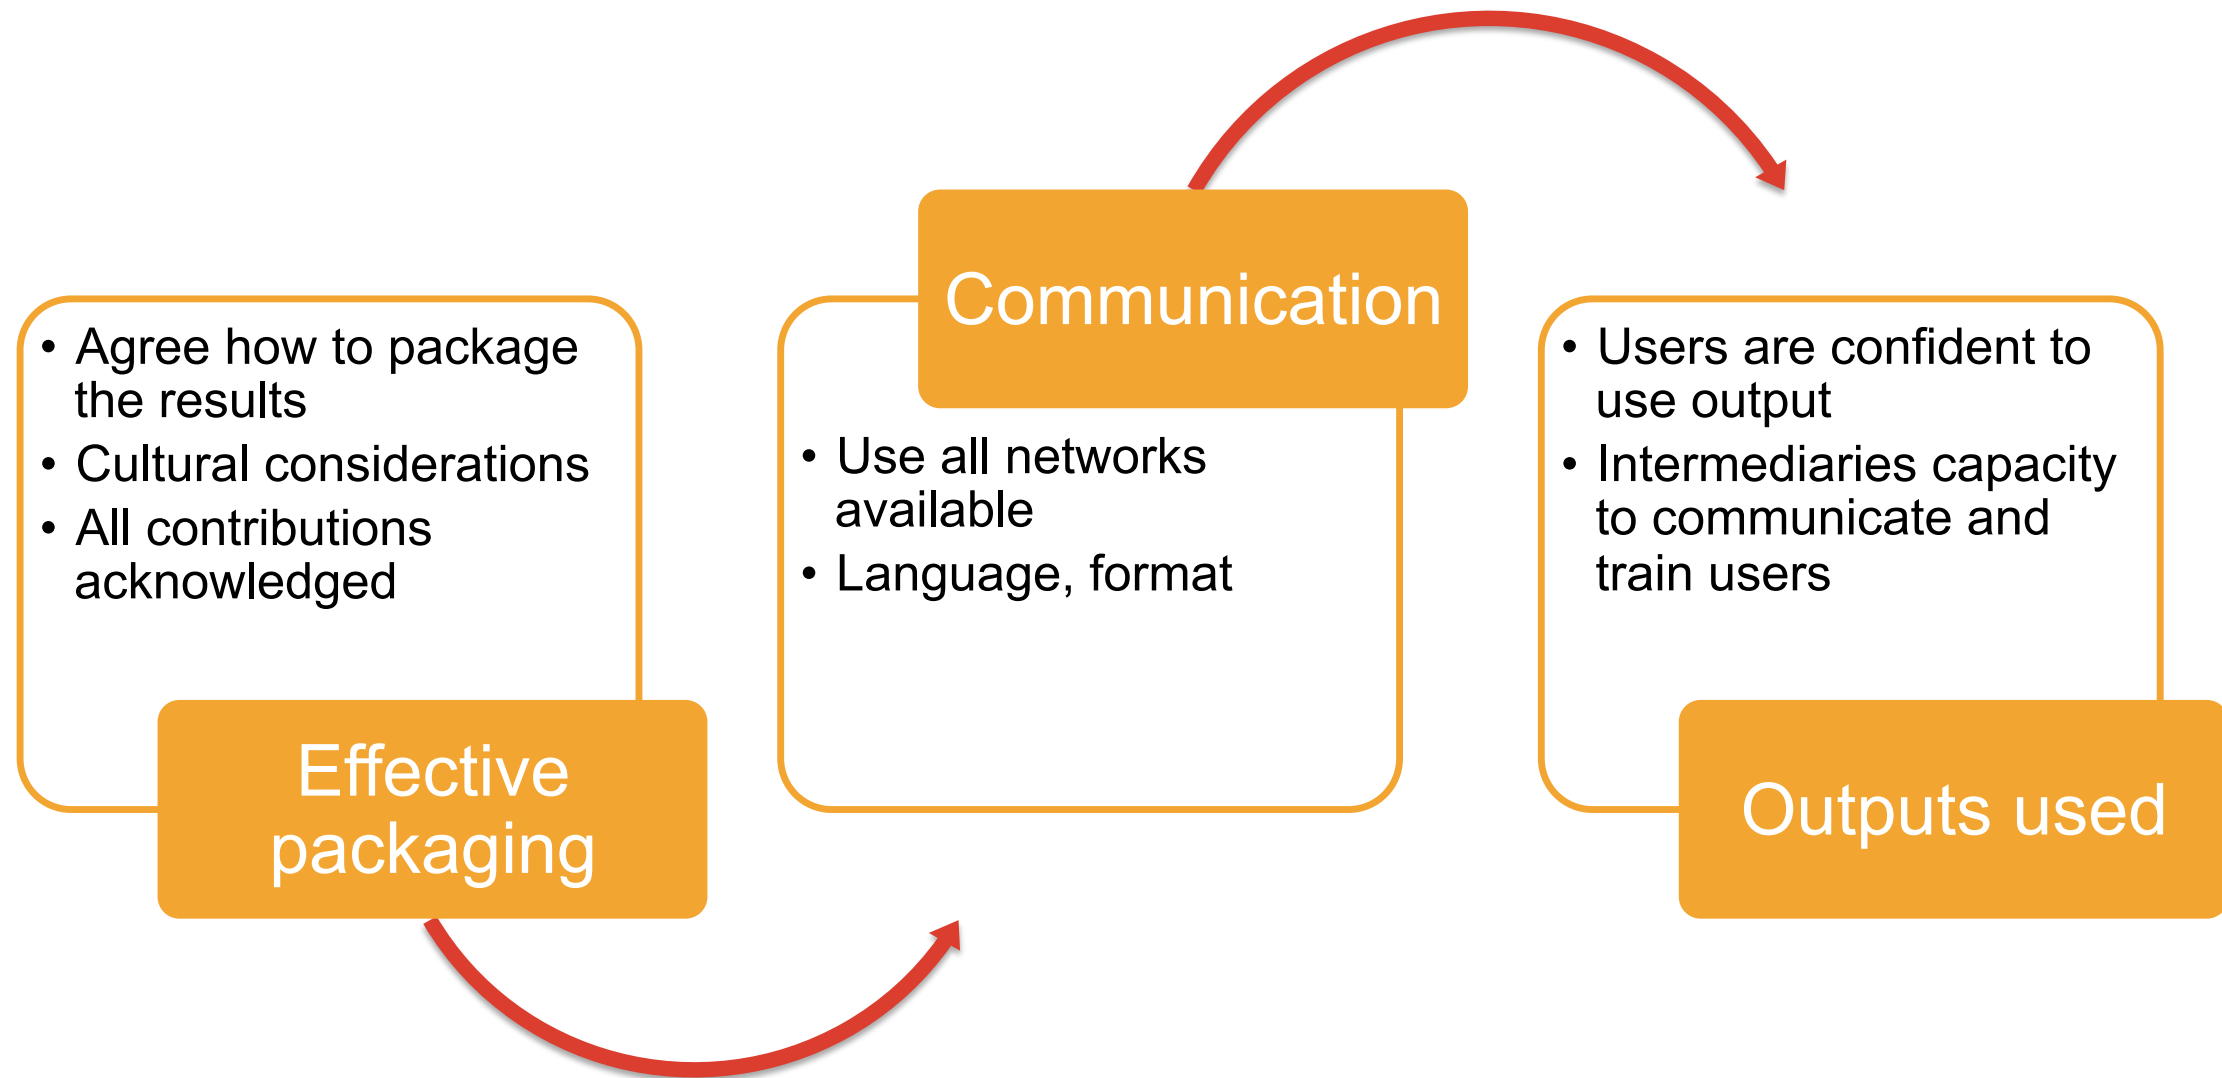 • Agree how to package
the results
• Cultural considerations
• All contributions
acknowledged
Effective
packaging
Communication
• Use all networks
available
• Language, format
• Users are confident to
use output
• Intermediaries capacity
to communicate and
train users
Outputs used